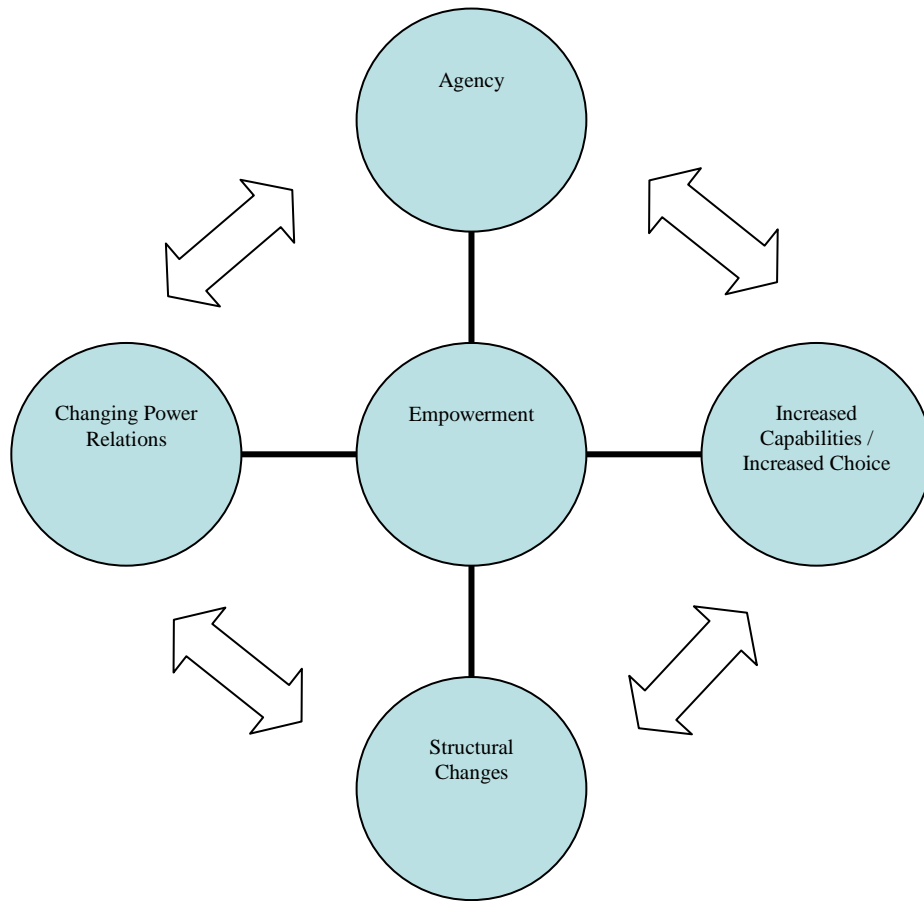 Agency
Changing Power
Relations
Empowerment
Increased
Capabilities /
Increased Choice
Structural
Changes